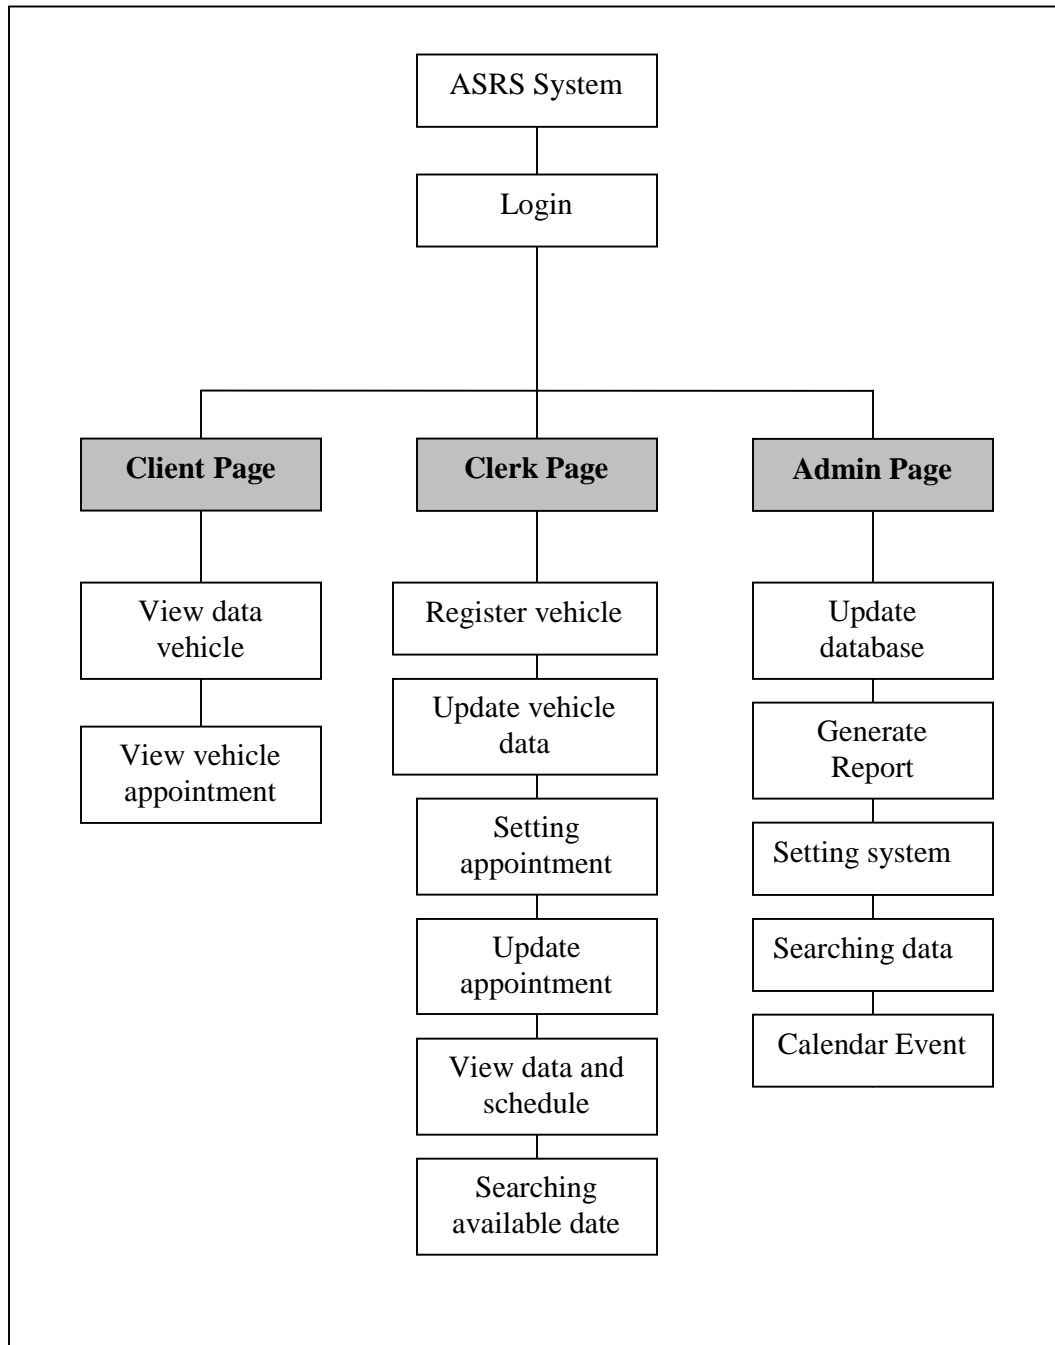 ASRS System
Login
Client Page
Clerk Page
Admin Page
View data
vehicle
View vehicle
appointment
Register vehicle
Update vehicle
data
Setting
appointment
Update
appointment
View data and
schedule
Searching
available date
Update
database
Generate
Report
Setting system
Searching data
Calendar Event